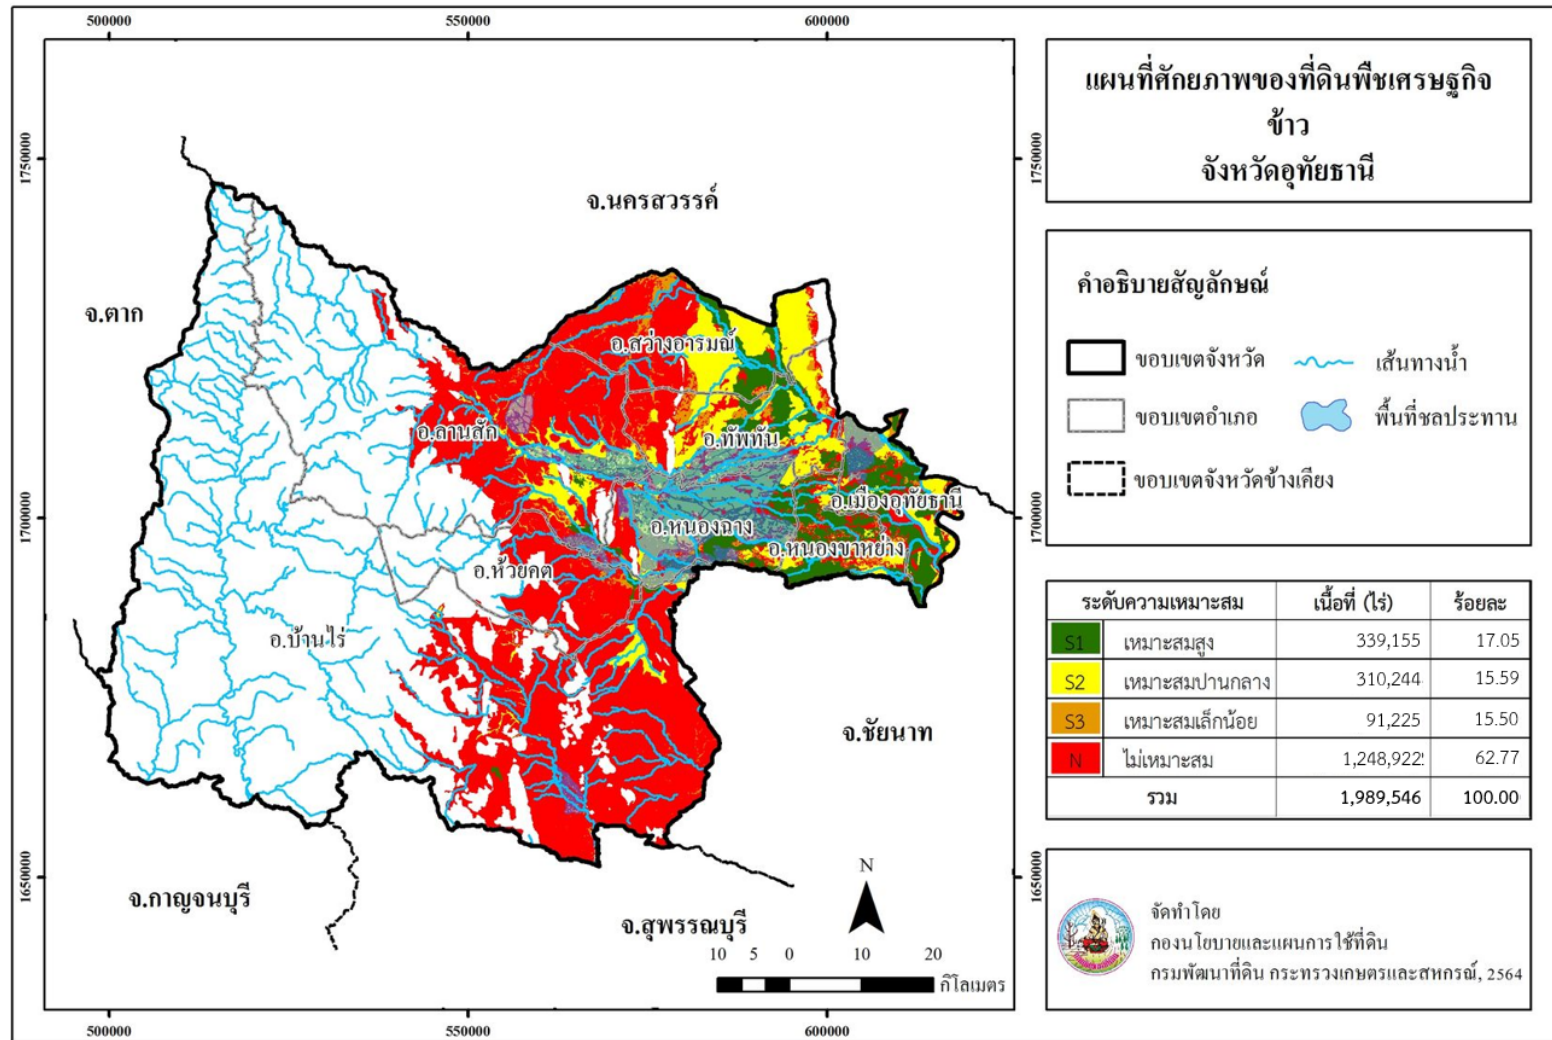 500000 550000 600000
แผนที่ศักยภาพของที่ดินพืชเศรษฐกิจ
ข้าว
จังหวัดอุทัยธานี
1750000 1750000
จ.นครสวรรค์
คำอธิบายสัญลักษณ์
ขอบเขตจังหวัด เส้นทางน้ำ
ขอบเขตอำเภอ พื้นที่ชลประทาน
ขอบเขตจังหวัดข้างเคียง
จ.ตาก
อ.สว่างอารมณ์
อ.ลานสัก
อ.ทัพทัน
อ.เมืองอุทัยธานี
1700000 1700000
อ.หนองฉาง
อ.หนองขาหย่าง
อ.ห้วยคต
อ.บ้านไร่
จ.ชัยนาท
ระดับความเหมาะสม เนื้อที่ (ไร่) ร้อยละ
S1 เหมาะสมสูง 339,155 17.05
S2 เหมาะสมปานกลาง 310,244 15.59
S3 เหมาะสมเล็กน้อย 91,225 15.50
N ไม่เหมาะสม 1,248,922 62.77
รวม 1,989,546 100.00
1650000 1650000
จ.กาญจนบุรี
จ.สุพรรณบุรี
N
10 5 0 10 20
กิโลเมตร
จัดทำโดย
กองนโยบายและแผนการใช้ที่ดิน
กรมพัฒนาที่ดิน กระทรวงเกษตรและสหกรณ์, 2564
500000 550000 600000